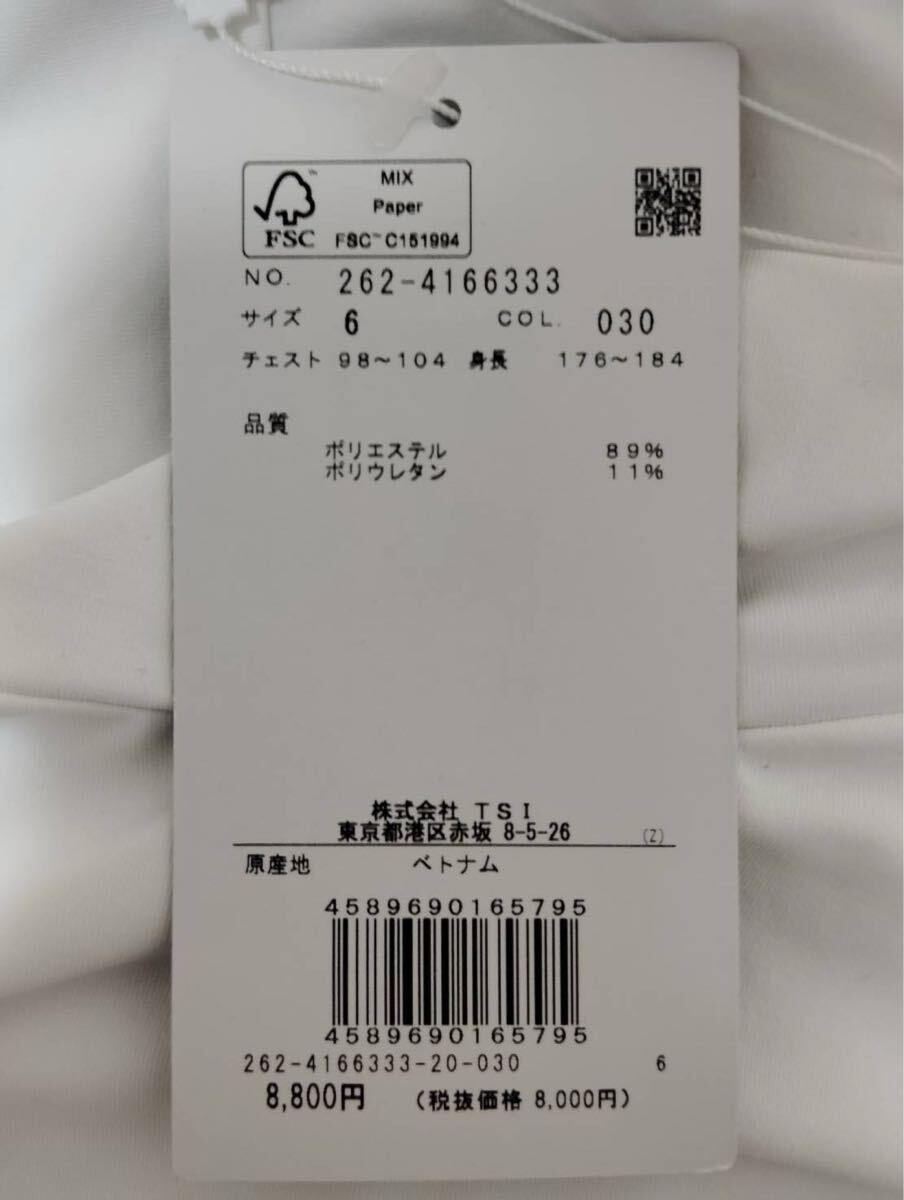 MIX
Paper
FSC™ C151994
FSC
NO. 262-4166333
サイズ 6 COL. 030
チェスト 98～104 身長 176～184
品質
ポリエステル 89%
ポリウレタン 11%
株式会社 TSI
東京都港区赤坂 8-5-26 (Z)
原産地 ベトナム
4589690165795
4589690165795
262-4166333-20-030 6
8,800円 (税抜価格 8,000円)